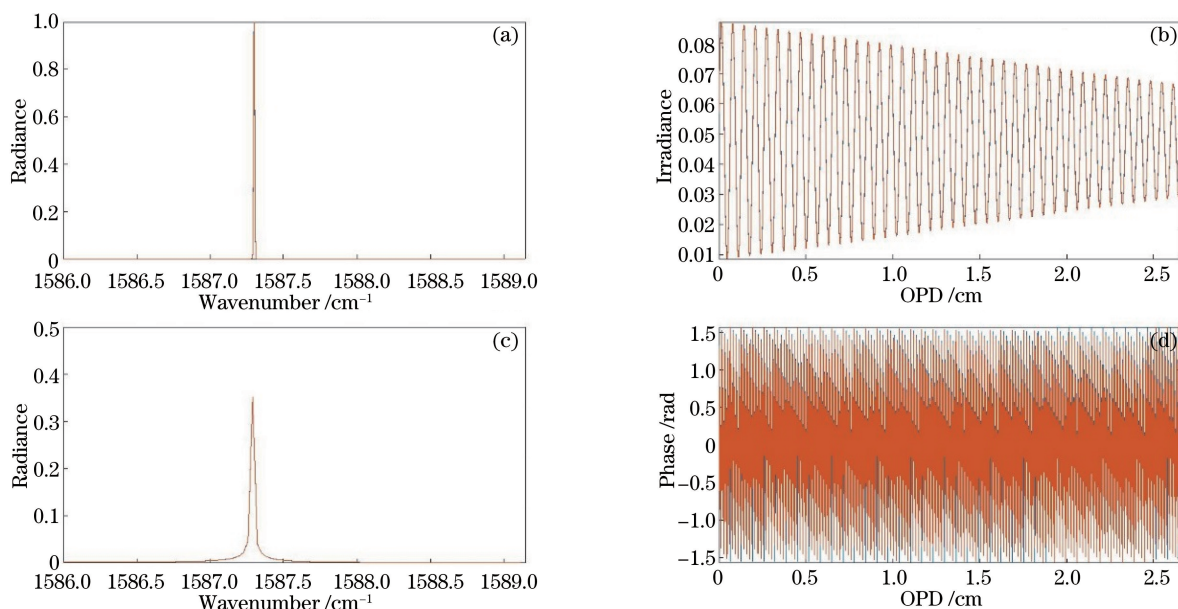 (a)
1.0
0.8
0.6
0.4
0.2
0
Radiance
1586.0 1586.5 1587.0 1587.5 1588.0 1588.5 1589.0
Wavenumber /cm⁻¹
(b)
0.08
0.07
0.06
0.05
0.04
0.03
0.02
0.01
Irradiance
0 0.5 1.0 1.5 2.0 2.5
OPD /cm
(c)
0.5
0.4
0.3
0.2
0.1
0
Radiance
1586.0 1586.5 1587.0 1587.5 1588.0 1588.5 1589.0
Wavenumber /cm⁻¹
(d)
1.5
1.0
0.5
0
−0.5
−1.0
−1.5
Phase /rad
0 0.5 1.0 1.5 2.0 2.5
OPD /cm